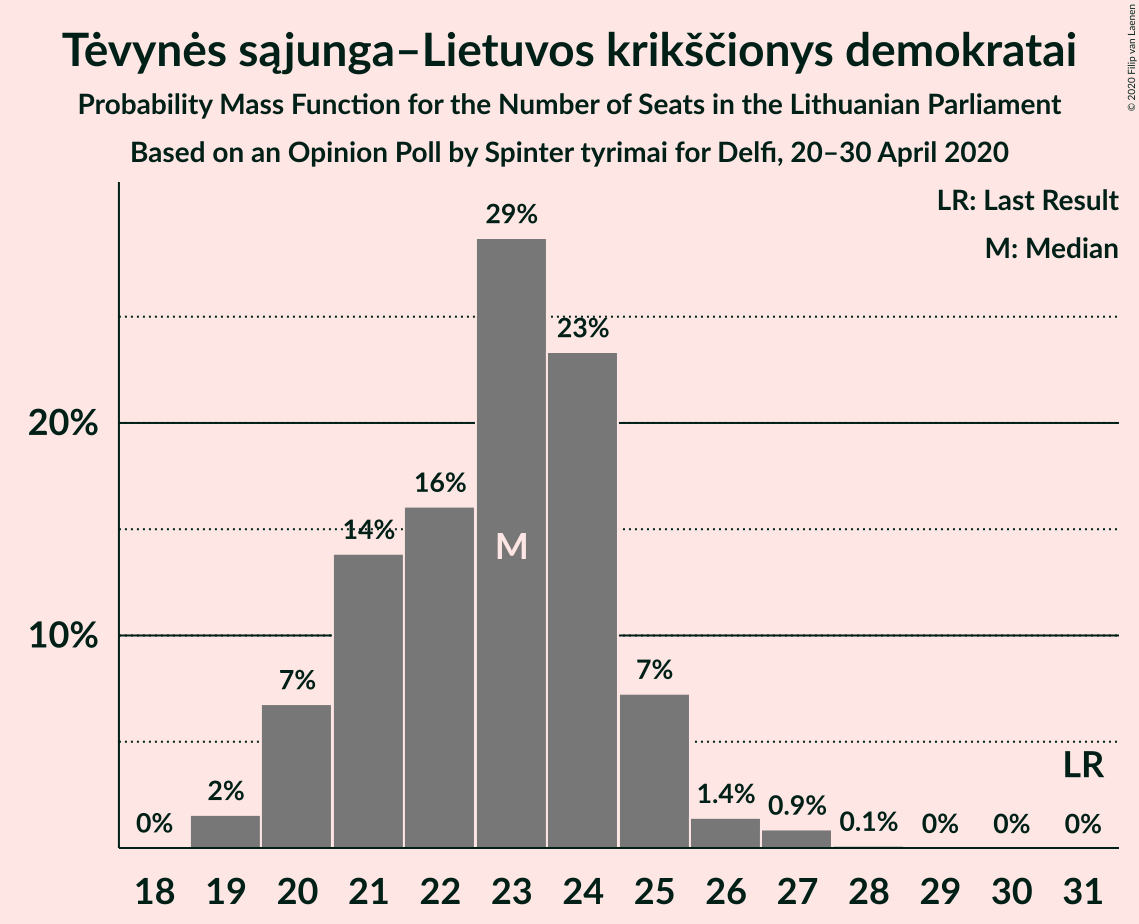 Tėvynės sąjunga–Lietuvos krikščionys demokratai
Probability Mass Function for the Number of Seats in the Lithuanian Parliament
Based on an Opinion Poll by Spinter tyrimai for Delfi, 20–30 April 2020
© 2020 Filip van Laenen
LR: Last Result
M: Median
29%
23%
20%
16%
14%
M
10%
7%
7%
LR
2%
1.4%
0.9%
0%
0.1%
0%
0%
0%
18 19 20 21 22 23 24 25 26 27 28 29 30 31